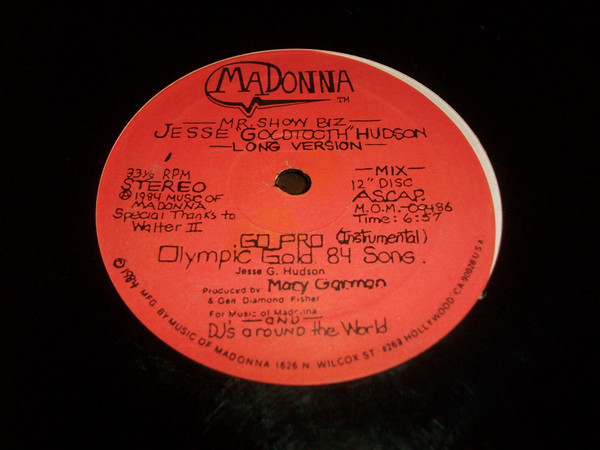 MADONNA
TM
MR. SHOW BIZ
JESSE "GOLDTOOTH" HUDSON
LONG VERSION
33⅓ RPM
STEREO
℗1984 MUSIC OF
MADONNA
Special Thanks to
Walter II
MIX
12" DISC
A.S.C.A.P.
M.O.M.-09486
Time: 6:57
GO PRO (Instrumental)
Olympic Gold 84 Song.
Jesse G. Hudson
Produced by Mary Gorman
& Gen Diamond Fisher
For Music of Madonna
AND
DJ's around the World
©1984 MFG. BY MUSIC OF MADONNA 1626 N. WILCOX ST. #263 HOLLYWOOD, CA. 90028 U.S.A.